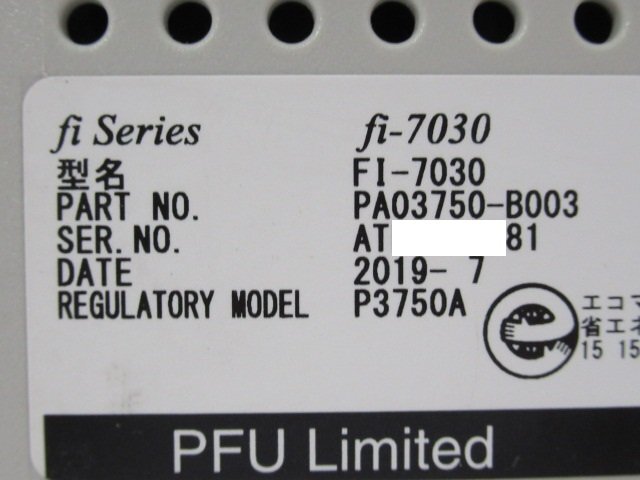 fi Series fi-7030
型名 FI-7030
PART NO. PA03750-B003
SER.NO. AT 81
DATE 2019- 7
REGULATORY MODEL P3750A
e
エコマ
省エネ
15 15
PFU Limited